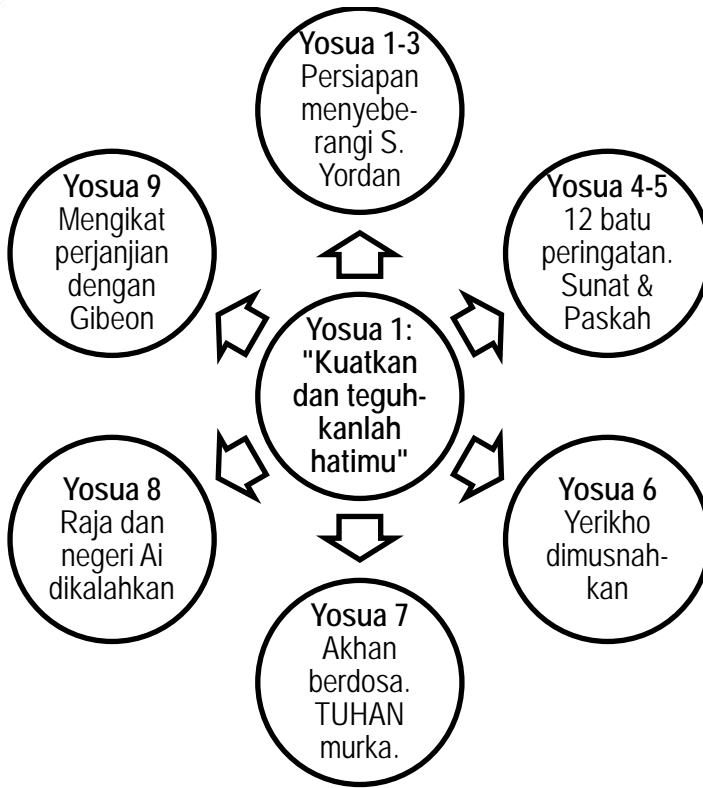 Yosua 1-3
Persiapan
menyebe-
rangi S.
Yordan
Yosua 4-5
12 batu
peringatan.
Sunat &
Paskah
Yosua 6
Yerikho
dimusnah-
kan
Yosua 7
Akhan
berdosa.
TUHAN
murka.
Yosua 8
Raja dan
negeri Ai
dikalahkan
Yosua 9
Mengikat
perjanjian
dengan
Gibeon
Yosua 1:
"Kuatkan
dan teguh-
kanlah
hatimu"